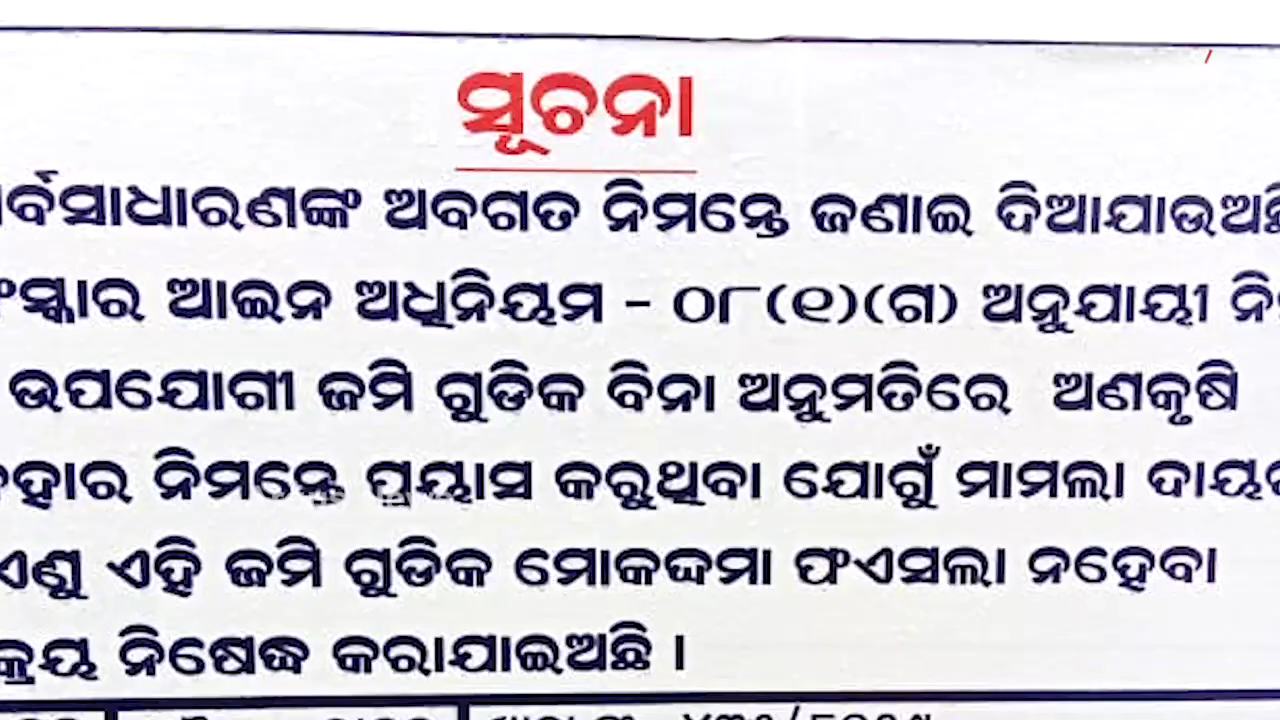 ସୂଚନା
ର୍ବସାଧାରଣଙ୍କ ଅବଗତ ନିମନ୍ତେ ଜଣାଇ ଦିଆଯାଉଅଛି
ଂସ୍କାର ଆଇନ ଅଧିନିୟମ - ୦୮(୧)(ଗ) ଅନୁଯାୟୀ
ଉପଯୋଗୀ ଜମି ଗୁଡିକ ବିନା ଅନୁମତିରେ ଅଣକୃଷି
ହାର ନିମନ୍ତେ ପ୍ରୟାସ କରୁଥିବା ଯୋଗୁଁ ମାମଲା ଦାୟର
ଏଣୁ ଏହି ଜମି ଗୁଡିକ ମୋକଦ୍ଦମା ଫଏସଲା ନହେବା
କ୍ରୟ ନିଷେଦ୍ଧ କରାଯାଇଅଛି ।